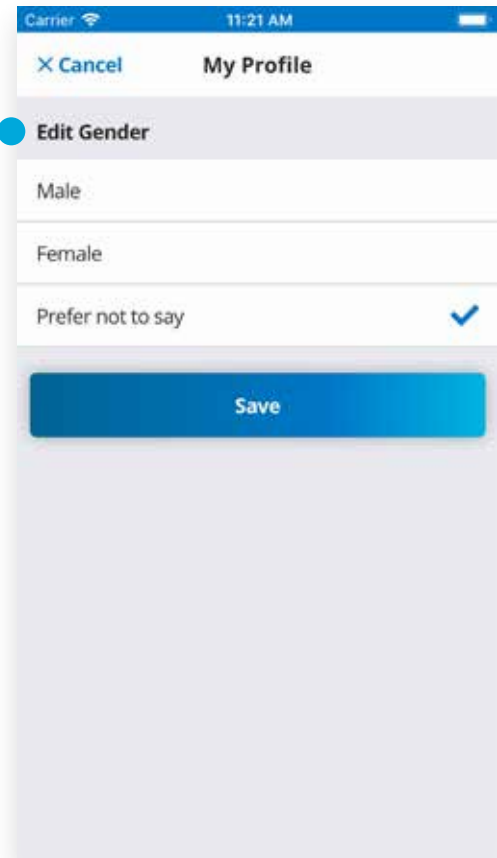 Carrier 11:21 AM
× Cancel My Profile
Edit Gender
Male
Female
Prefer not to say
Save